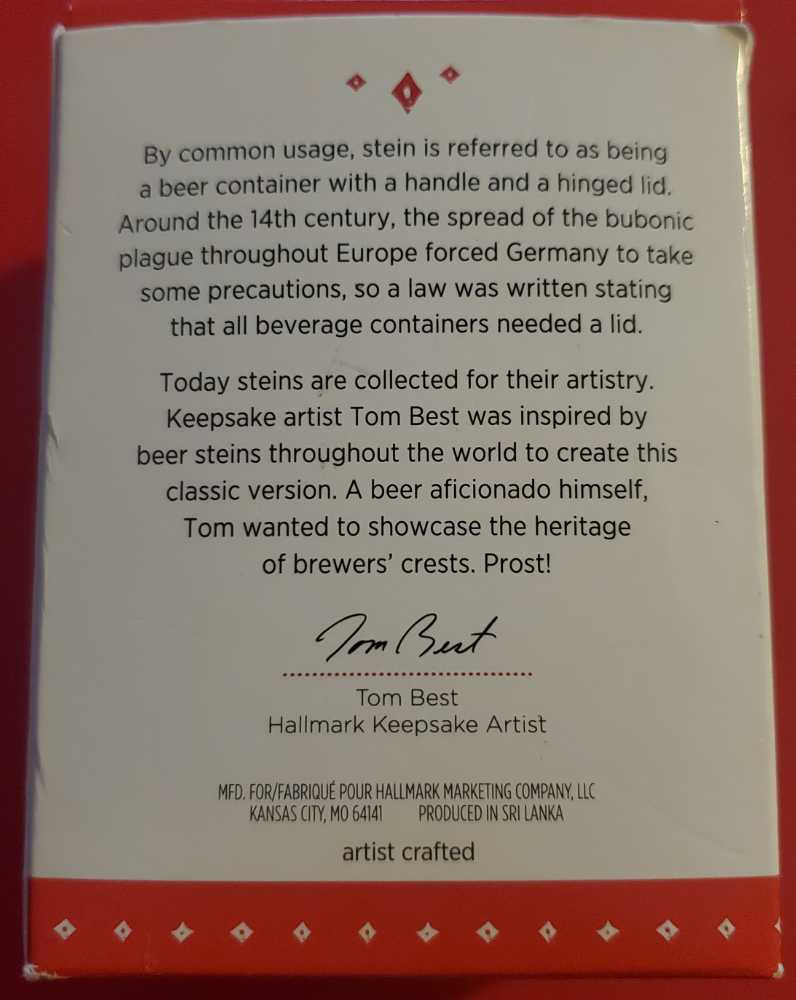 By common usage, stein is referred to as being
a beer container with a handle and a hinged lid.
Around the 14th century, the spread of the bubonic
plague throughout Europe forced Germany to take
some precautions, so a law was written stating
that all beverage containers needed a lid.
Today steins are collected for their artistry.
Keepsake artist Tom Best was inspired by
beer steins throughout the world to create this
classic version. A beer aficionado himself,
Tom wanted to showcase the heritage
of brewers' crests. Prost!
Tom Best
Tom Best
Hallmark Keepsake Artist
MFD. FOR/FABRIQUÉ POUR HALLMARK MARKETING COMPANY, LLC
KANSAS CITY, MO 64141 PRODUCED IN SRI LANKA
artist crafted